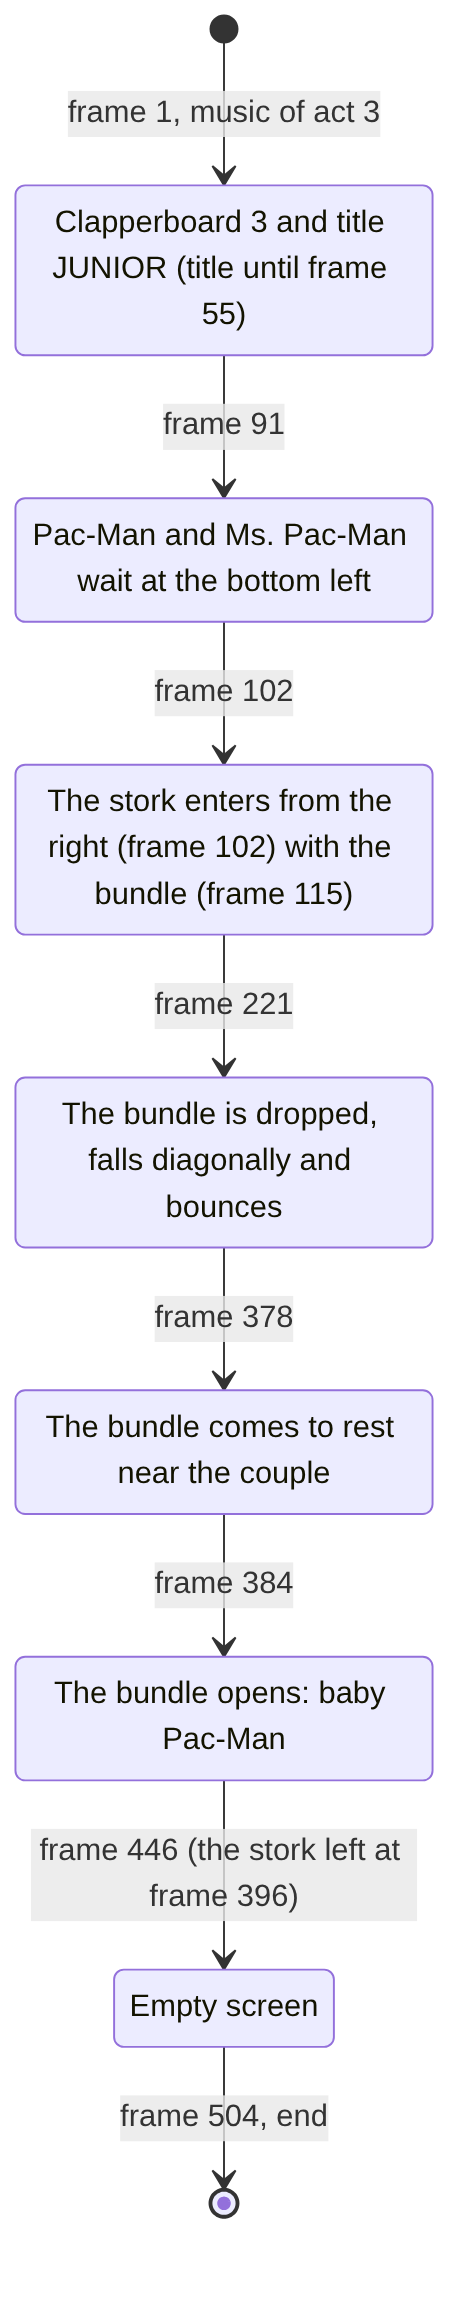 frame 1, music of act 3
Clapperboard 3 and title
JUNIOR (title until frame
55)
frame 91
Pac-Man and Ms. Pac-Man
wait at the bottom left
frame 102
The stork enters from the
right (frame 102) with the
bundle (frame 115)
frame 221
The bundle is dropped,
falls diagonally and
bounces
frame 378
The bundle comes to rest
near the couple
frame 384
The bundle opens: baby
Pac-Man
frame 446 (the stork left at
frame 396)
Empty screen
frame 504, end